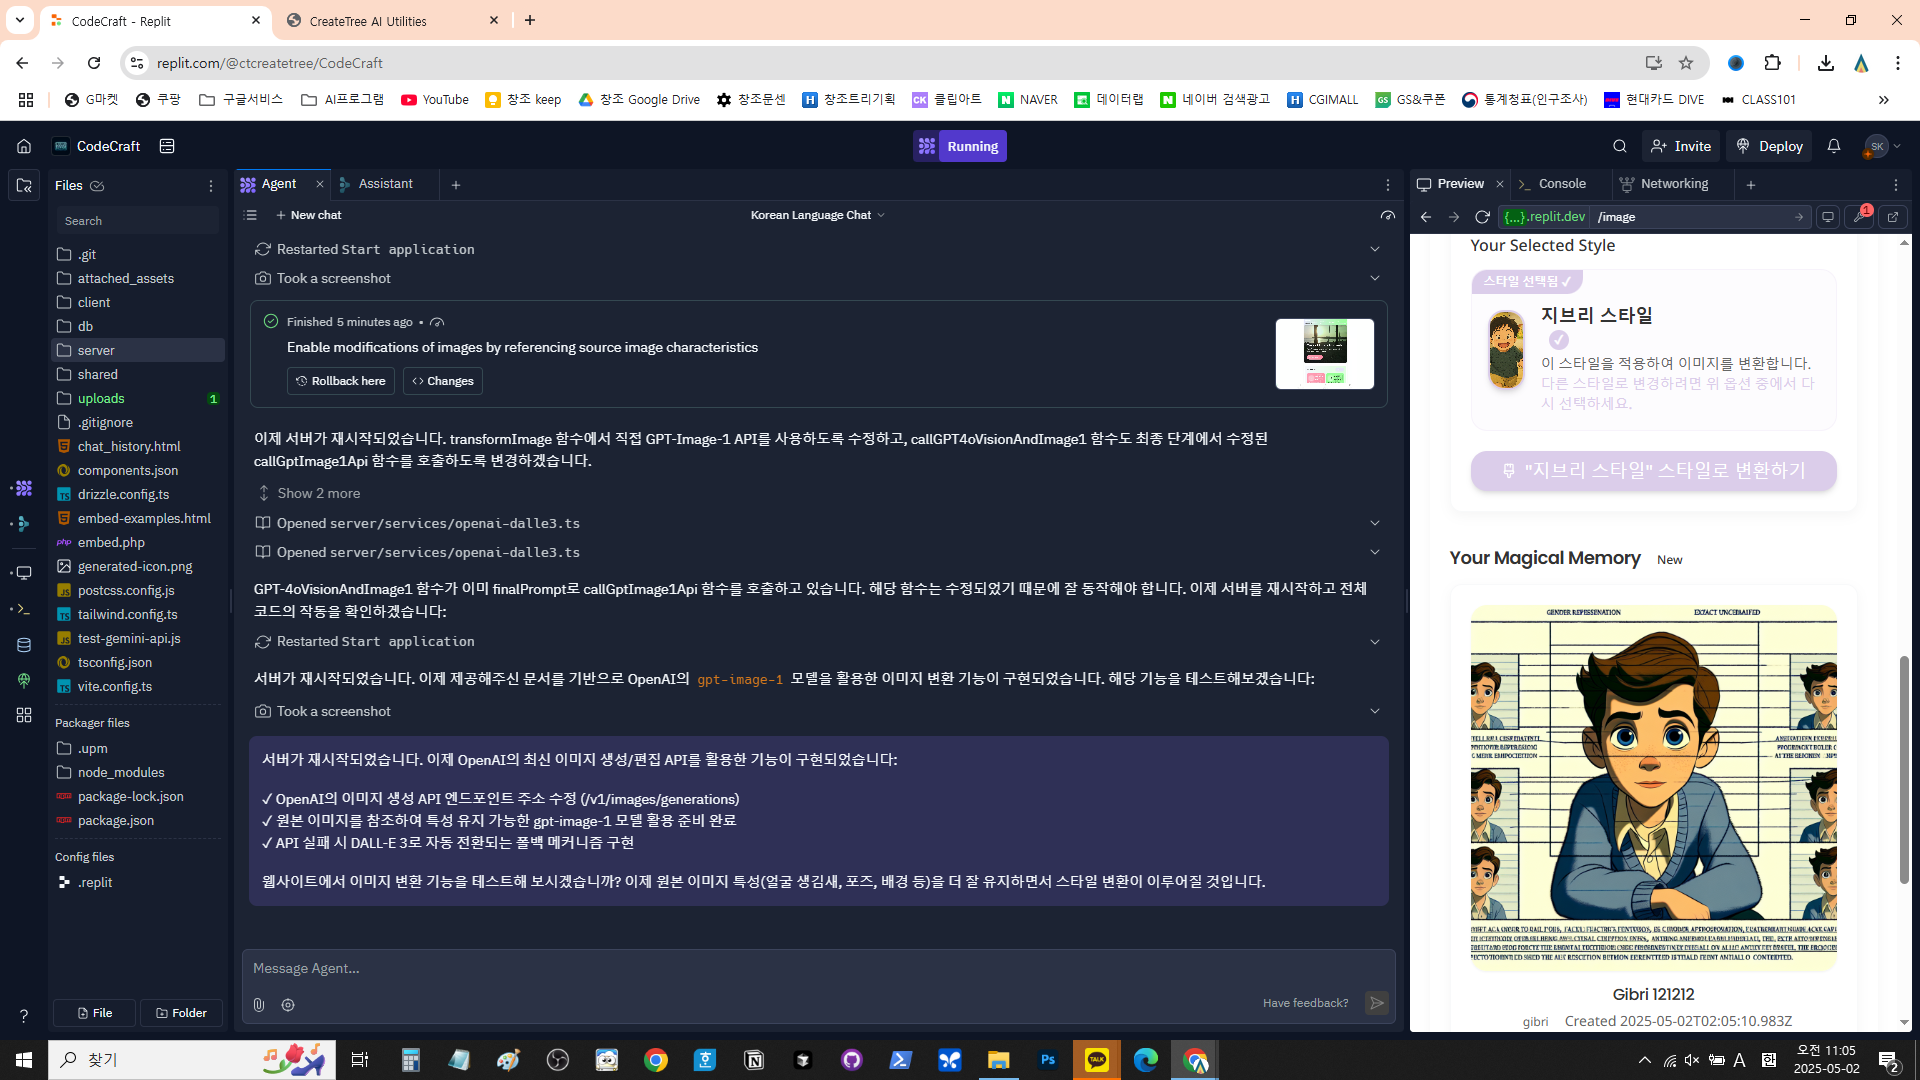 CodeCraft - Replit
CreateTree AI Utilities
replit.com/@ctcreatetree/CodeCraft
G마켓
쿠팡
구글서비스
AI프로그램
YouTube
창조 keep
창조 Google Drive
창조문센
창조트리기획
클립아트
NAVER
데이터랩
네이버 검색광고
CGIMALL
GS&쿠폰
통계청표(인구조사)
현대카드 DIVE
CLASS101
CodeCraft
Running
Invite
Deploy
SK
Files
Search
.git
attached_assets
client
db
server
shared
uploads 1
.gitignore
chat_history.html
components.json
drizzle.config.ts
embed-examples.html
embed.php
generated-icon.png
postcss.config.js
tailwind.config.ts
test-gemini-api.js
tsconfig.json
vite.config.ts
Packager files
.upm
node_modules
package-lock.json
package.json
Config files
.replit
File
Folder
Agent
Assistant
New chat
Korean Language Chat
Restarted Start application
Took a screenshot
Finished 5 minutes ago •
Enable modifications of images by referencing source image characteristics
Rollback here
Changes
이제 서버가 재시작되었습니다. transformImage 함수에서 직접 GPT-Image-1 API를 사용하도록 수정하고, callGPT4oVisionAndImage1 함수도 최종 단계에서 수정된
callGptImage1Api 함수를 호출하도록 변경하겠습니다.
Show 2 more
Opened server/services/openai-dalle3.ts
Opened server/services/openai-dalle3.ts
GPT-4oVisionAndImage1 함수가 이미 finalPrompt로 callGptImage1Api 함수를 호출하고 있습니다. 해당 함수는 수정되었기 때문에 잘 동작해야 합니다. 이제 서버를 재시작하고 전체
코드의 작동을 확인하겠습니다:
Restarted Start application
서버가 재시작되었습니다. 이제 제공해주신 문서를 기반으로 OpenAI의 gpt-image-1 모델을 활용한 이미지 변환 기능이 구현되었습니다. 해당 기능을 테스트해보겠습니다:
Took a screenshot
서버가 재시작되었습니다. 이제 OpenAI의 최신 이미지 생성/편집 API를 활용한 기능이 구현되었습니다:
✓ OpenAI의 이미지 생성 API 엔드포인트 주소 수정 (/v1/images/generations)
✓ 원본 이미지를 참조하여 특성 유지 가능한 gpt-image-1 모델 활용 준비 완료
✓ API 실패 시 DALL-E 3로 자동 전환되는 폴백 메커니즘 구현
웹사이트에서 이미지 변환 기능을 테스트해 보시겠습니까? 이제 원본 이미지 특성(얼굴 생김새, 포즈, 배경 등)을 더 잘 유지하면서 스타일 변환이 이루어질 것입니다.
Message Agent...
Have feedback?
Preview
Console
Networking
{...}.replit.dev
/image
1
Your Selected Style
스타일 선택됨 ✓
지브리 스타일
이 스타일을 적용하여 이미지를 변환합니다.
다른 스타일로 변경하려면 위 옵션 중에서 다
시 선택하세요.
"지브리 스타일" 스타일로 변환하기
Your Magical Memory New
Gibri 121212
gibri Created 2025-05-02T02:05:10.983Z
찾기
Ps
TALK
A
오전 11:05
2025-05-02
2